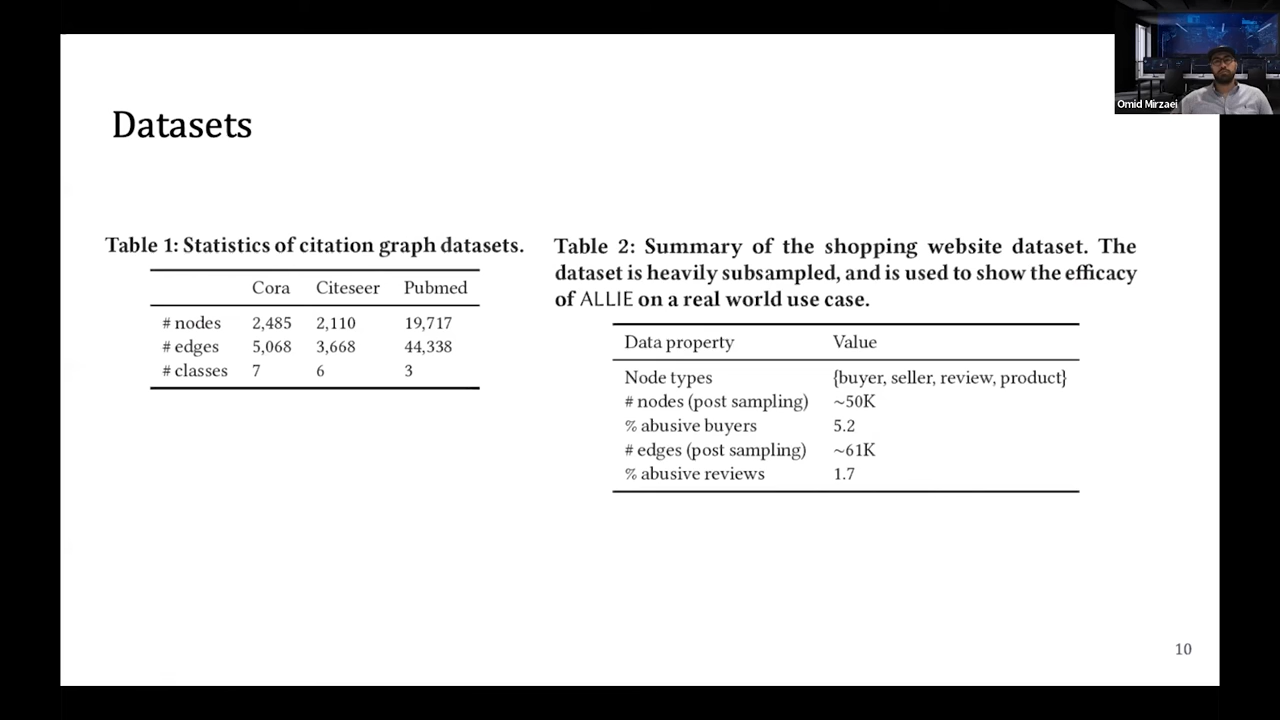 Omid Mirzaei
Datasets
Table 1: Statistics of citation graph datasets.
Cora Citeseer Pubmed
# nodes 2,485 2,110 19,717
# edges 5,068 3,668 44,338
# classes 7 6 3
Table 2: Summary of the shopping website dataset. The
dataset is heavily subsampled, and is used to show the efficacy
of ALLIE on a real world use case.
Data property Value
Node types {buyer, seller, review, product}
# nodes (post sampling) ~50K
% abusive buyers 5.2
# edges (post sampling) ~61K
% abusive reviews 1.7
10